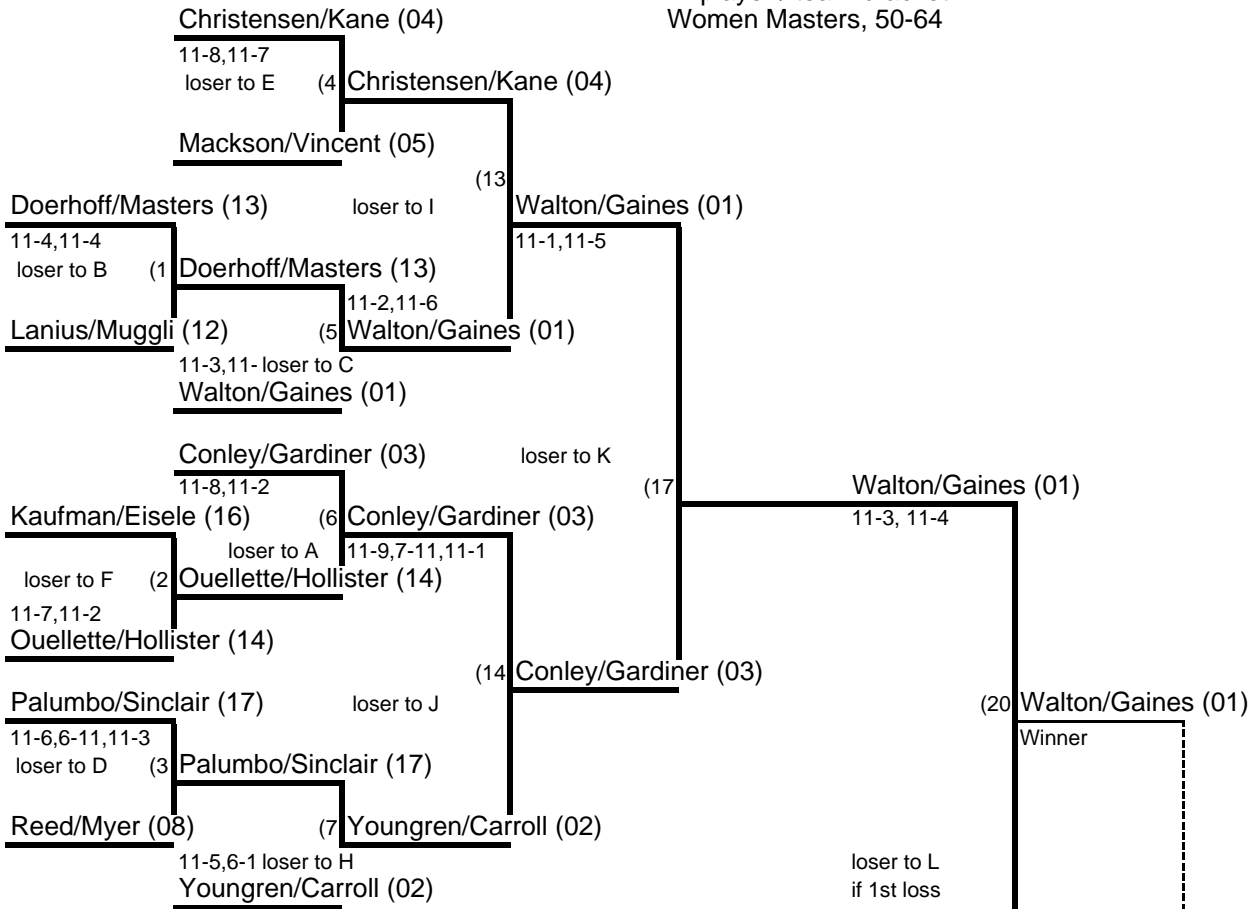 Christensen/Kane (04)
Women Masters, 50-64
11-8,11-7
loser to E (4 Christensen/Kane (04)
Mackson/Vincent (05)
(13
Doerhoff/Masters (13) loser to I Walton/Gaines (01)
11-4,11-4 11-1,11-5
loser to B (1 Doerhoff/Masters (13)
11-2,11-6
Lanius/Muggli (12) (5 Walton/Gaines (01)
11-3,11- loser to C
Walton/Gaines (01)
Conley/Gardiner (03) loser to K
11-8,11-2 (17 Walton/Gaines (01)
Kaufman/Eisele (16) (6 Conley/Gardiner (03) 11-3, 11-4
loser to A 11-9,7-11,11-1
loser to F (2 Ouellette/Hollister (14)
11-7,11-2
Ouellette/Hollister (14)
(14 Conley/Gardiner (03)
Palumbo/Sinclair (17) loser to J (20 Walton/Gaines (01)
11-6,6-11,11-3 Winner
loser to D (3 Palumbo/Sinclair (17)
Reed/Myer (08) (7 Youngren/Carroll (02)
11-5,6-1 loser to H loser to L
Youngren/Carroll (02) if 1st loss